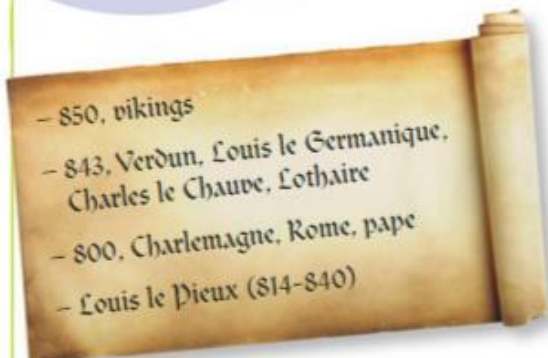 – 850, vikings
– 843, Verdun, Louis le Germanique,
Charles le Chauve, Lothaire
– 800, Charlemagne, Rome, pape
– Louis le Pieux (814-840)